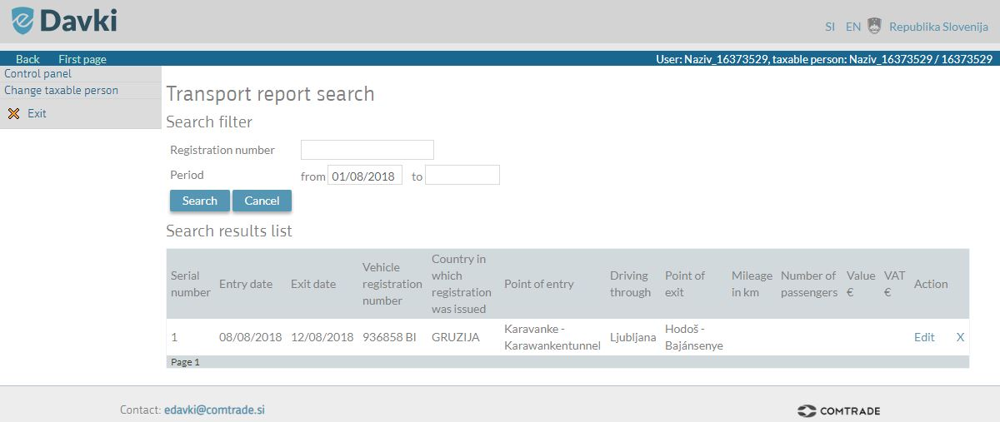 Davki
SI EN Republika Slovenija
Back First page
User: Naziv_16373529, taxable person: Naziv_16373529 / 16373529
Control panel
Change taxable person
Exit
Transport report search
Search filter
Registration number
Period from 01/08/2018 to
Search Cancel
Search results list
Serial number Entry date Exit date Vehicle registration number Country in which registration was issued Point of entry Driving through Point of exit Mileage in km Number of passengers Value € VAT € Action
1 08/08/2018 12/08/2018 936858 BI GRUZIJA Karavanke - Karawankentunnel Ljubljana Hodoš - Bajánsenye Edit X
Page 1
Contact: edavki@comtrade.si
COMTRADE